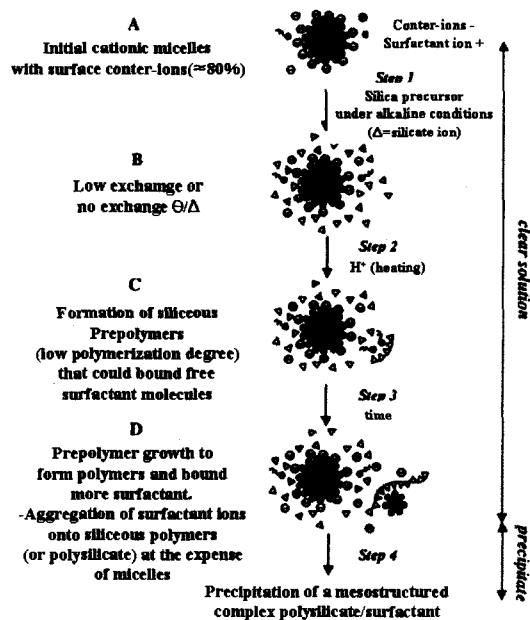 A
Initial cationic micelles
with surface conter-ions(≈80%)
Conter-ions -
Surfactant ion +
Step 1
Silica precursor
under alkaline conditions
(Δ=silicate ion)
B
Low exchamge or
no exchange Θ/Δ
Step 2
H⁺ (heating)
C
Formation of siliceous
Prepolymers
(low polymerization degree)
that could bound free
surfactant molecules
Step 3
time
D
Prepolymer growth to
form polymers and bound
more surfactant.
-Aggregation of surfactant ions
onto siliceous polymers
(or polysilicate) at the expense
of micelles
Step 4
Precipitation of a mesostructured
complex polysilicate/surfactant
clear solution
precipitate